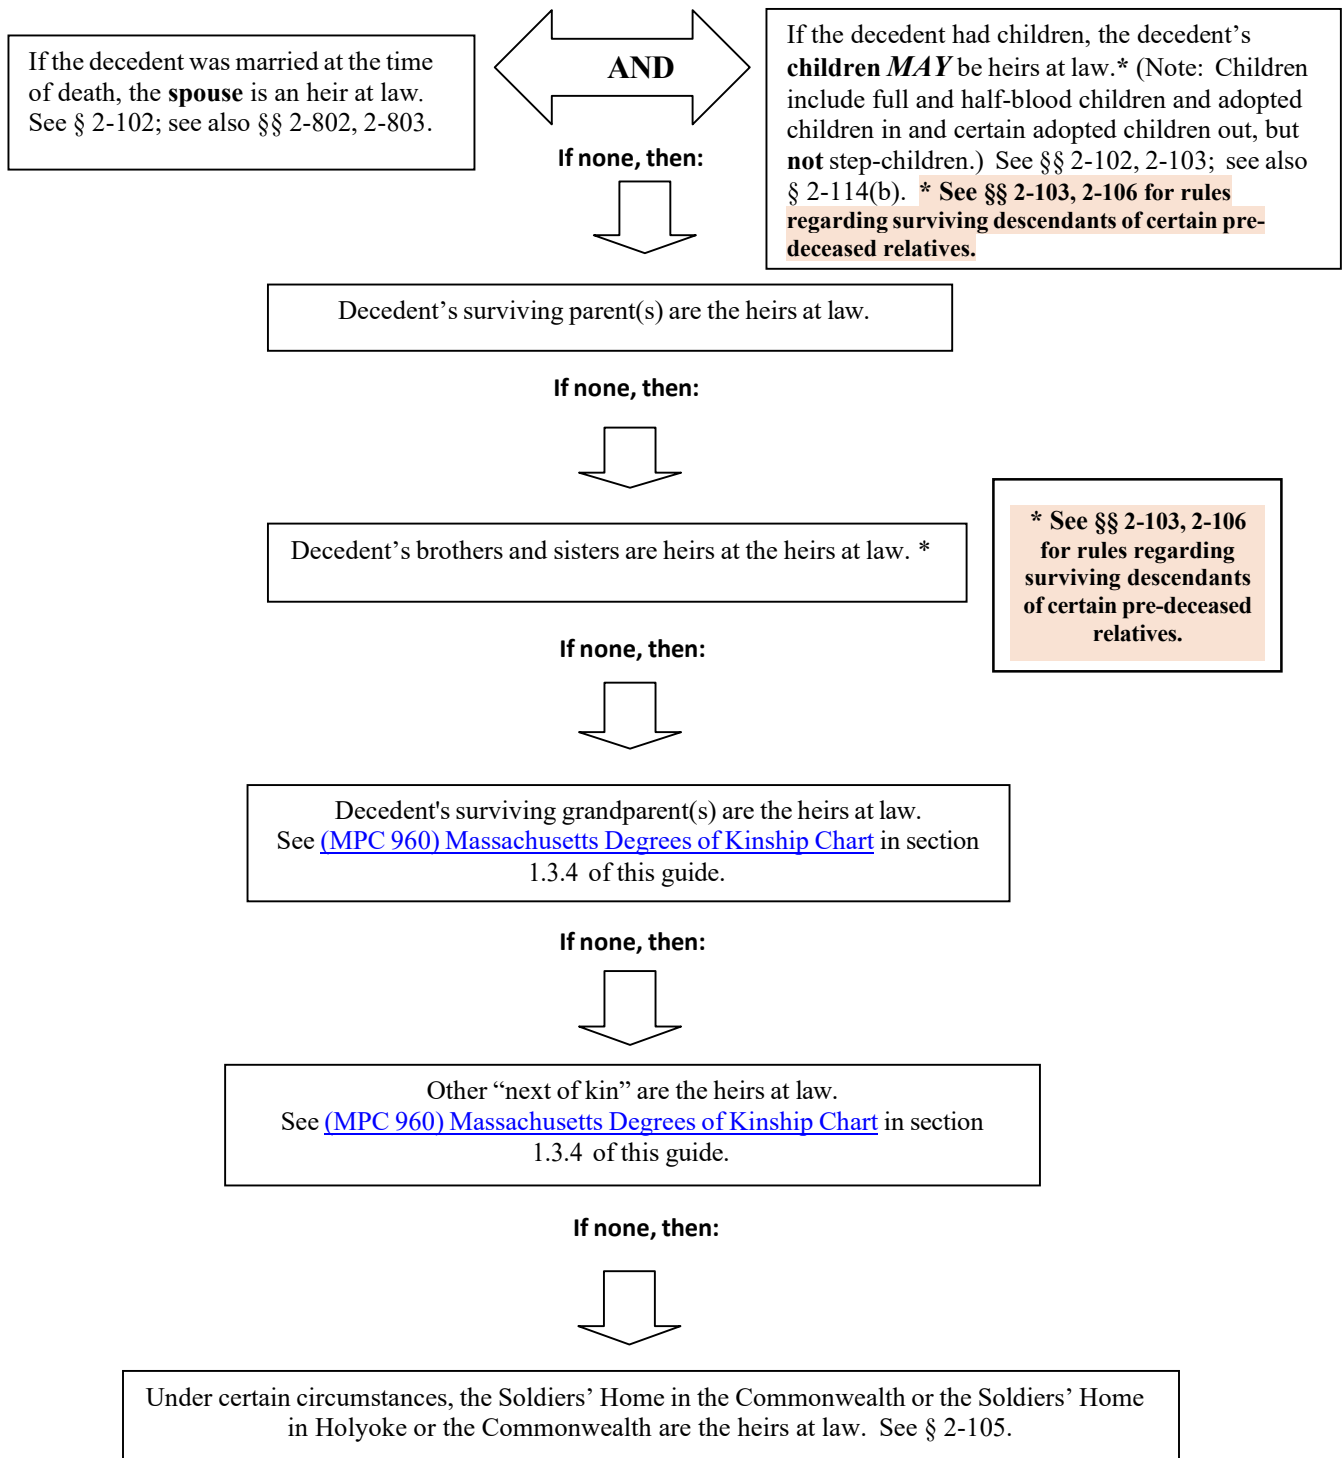 If the decedent was married at the time
of death, the spouse is an heir at law.
See § 2-102; see also §§ 2-802, 2-803.
AND
If the decedent had children, the decedent’s
children MAY be heirs at law.* (Note: Children
include full and half-blood children and adopted
children in and certain adopted children out, but
not step-children.) See §§ 2-102, 2-103; see also
§ 2-114(b). * See §§ 2-103, 2-106 for rules
regarding surviving descendants of certain pre-
deceased relatives.
If none, then:
Decedent’s surviving parent(s) are the heirs at law.
If none, then:
Decedent’s brothers and sisters are heirs at the heirs at law. *
* See §§ 2-103, 2-106
for rules regarding
surviving descendants
of certain pre-deceased
relatives.
If none, then:
Decedent's surviving grandparent(s) are the heirs at law.
See (MPC 960) Massachusetts Degrees of Kinship Chart in section
1.3.4 of this guide.
If none, then:
Other “next of kin” are the heirs at law.
See (MPC 960) Massachusetts Degrees of Kinship Chart in section
1.3.4 of this guide.
If none, then:
Under certain circumstances, the Soldiers’ Home in the Commonwealth or the Soldiers’ Home
in Holyoke or the Commonwealth are the heirs at law. See § 2-105.